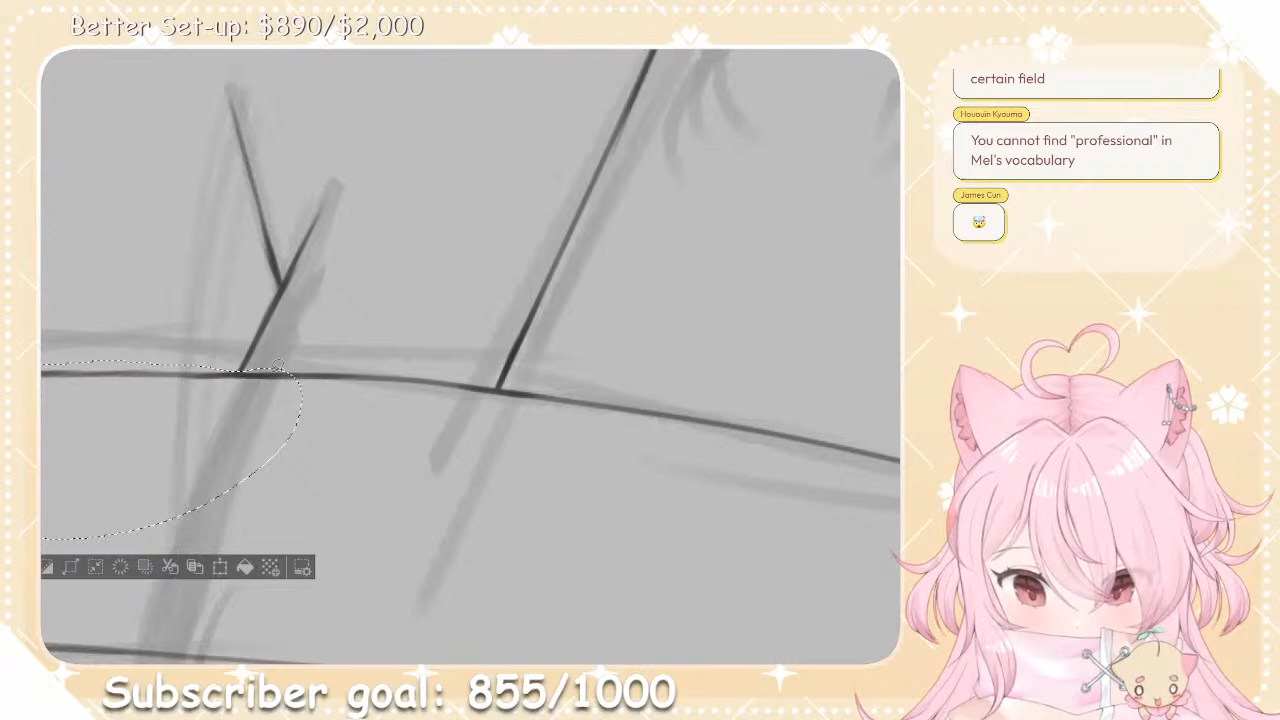 Better Set-up: $890/$2,000
certain field
Hououin Kyouma
You cannot find "professional" in
Mel's vocabulary
James Cun
🤯
Subscriber goal: 855/1000